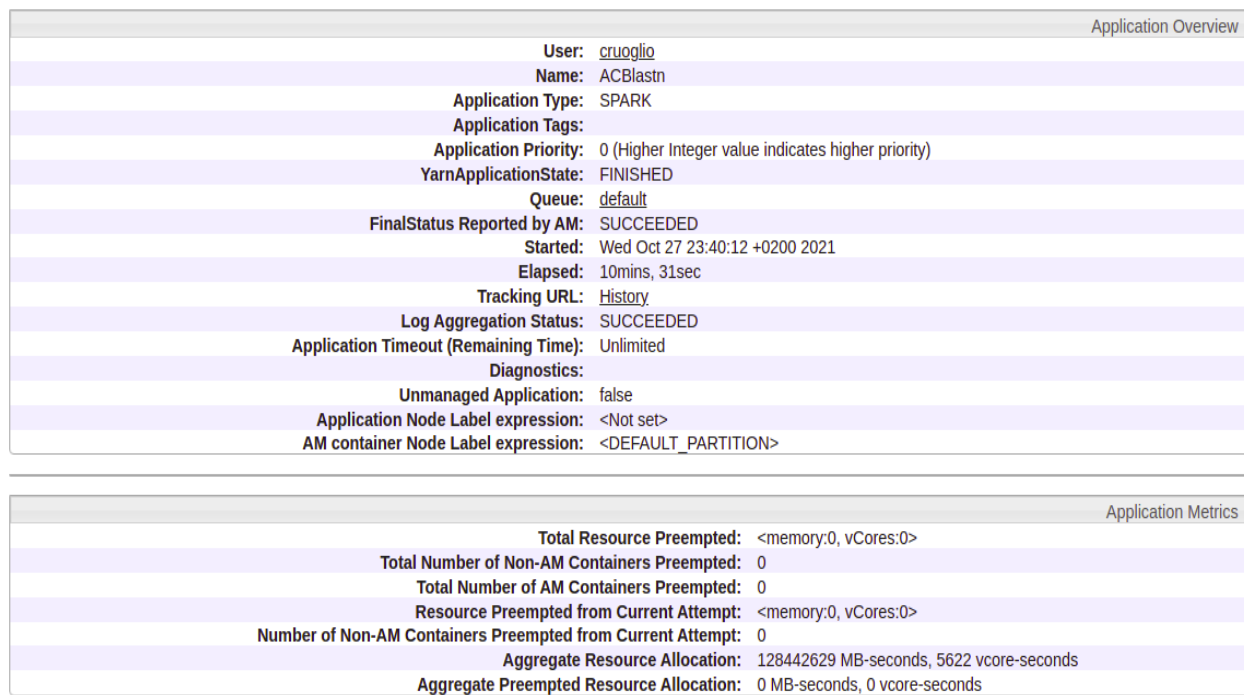 Application Overview
User: cruoglio
Name: ACBlastn
Application Type: SPARK
Application Tags:
Application Priority: 0 (Higher Integer value indicates higher priority)
YarnApplicationState: FINISHED
Queue: default
FinalStatus Reported by AM: SUCCEEDED
Started: Wed Oct 27 23:40:12 +0200 2021
Elapsed: 10mins, 31sec
Tracking URL: History
Log Aggregation Status: SUCCEEDED
Application Timeout (Remaining Time): Unlimited
Diagnostics:
Unmanaged Application: false
Application Node Label expression: <Not set>
AM container Node Label expression: <DEFAULT_PARTITION>
Application Metrics
Total Resource Preempted: <memory:0, vCores:0>
Total Number of Non-AM Containers Preempted: 0
Total Number of AM Containers Preempted: 0
Resource Preempted from Current Attempt: <memory:0, vCores:0>
Number of Non-AM Containers Preempted from Current Attempt: 0
Aggregate Resource Allocation: 128442629 MB-seconds, 5622 vcore-seconds
Aggregate Preempted Resource Allocation: 0 MB-seconds, 0 vcore-seconds